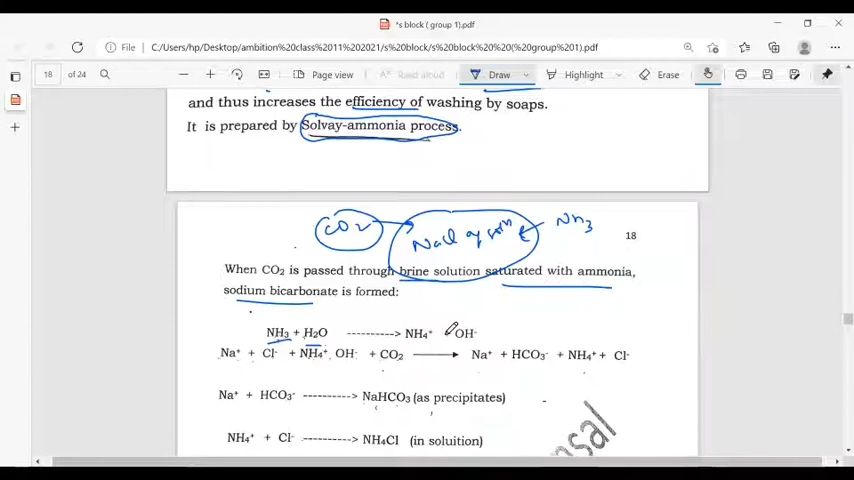 *s block ( group 1).pdf
File
C:/Users/hp/Desktop/ambition%20class%2011%202021/s%20block/s%20block%20%20(%20group%201).pdf
18 of 24
Page view
Read aloud
Draw
Highlight
Erase
and thus increases the efficiency of washing by soaps.
It is prepared by Solvay-ammonia process.
CO2 NaCl aq soln NH3
18
When CO2 is passed through brine solution saturated with ammonia,
sodium bicarbonate is formed:
NH3 + H2O ----------> NH4+ OH-
Na+ + Cl- + NH4+ OH- + CO2 ⟶ Na+ + HCO3- + NH4+ + Cl-
Na+ + HCO3- ----------> NaHCO3 (as precipitates)
NH4+ + Cl- ----------> NH4Cl (in soluition)